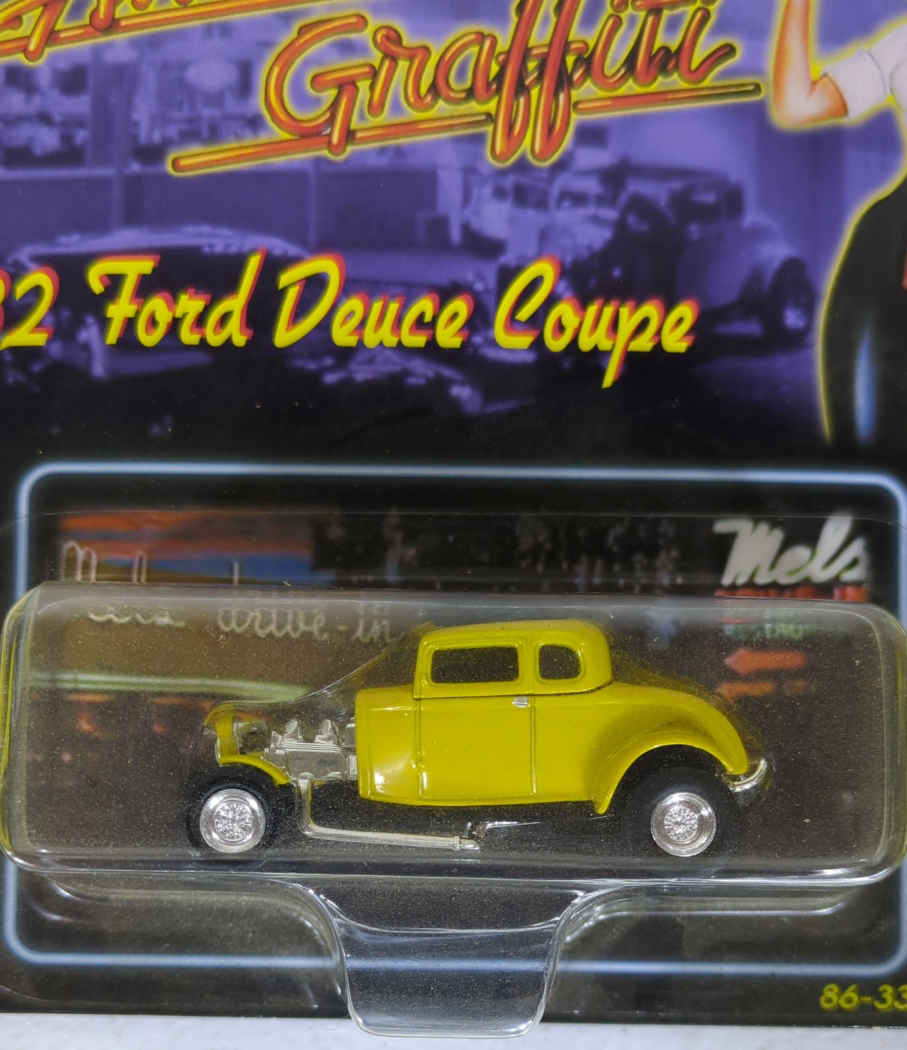 Graffiti
32 Ford Deuce Coupe
Mels
drive-in
86-33